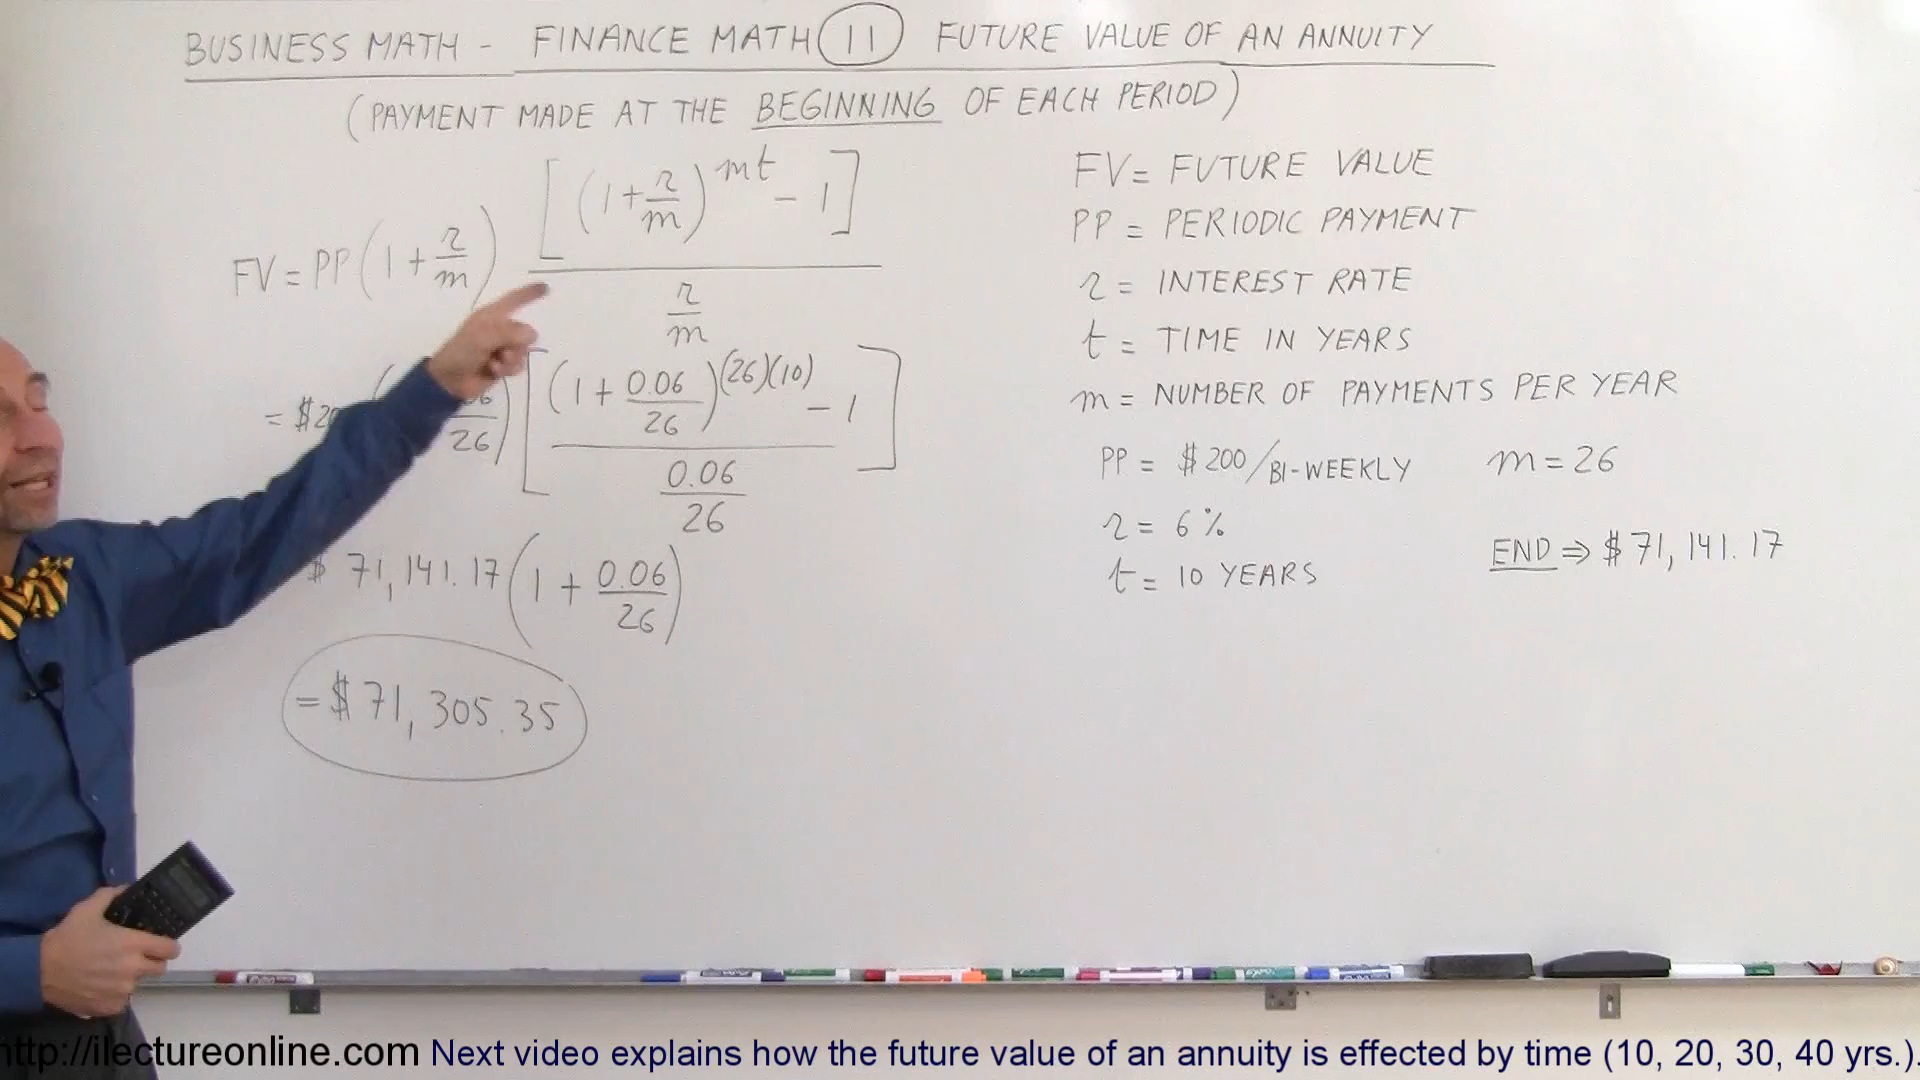 BUSINESS MATH - FINANCE MATH 11 FUTURE VALUE OF AN ANNUITY
(PAYMENT MADE AT THE BEGINNING OF EACH PERIOD)
FV = PP (1 + r/m) [(1 + r/m)^mt - 1] / (r/m)
FV = FUTURE VALUE
PP = PERIODIC PAYMENT
r = INTEREST RATE
t = TIME IN YEARS
m = NUMBER OF PAYMENTS PER YEAR
= $2 6/26) [((1 + 0.06/26)^(26)(10) - 1) / (0.06/26)]
PP = $200/BI-WEEKLY m = 26
r = 6%
t = 10 YEARS
END ⇒ $71,141.17
$ 71,141.17 (1 + 0.06/26)
= $71,305.35
http://ilectureonline.com Next video explains how the future value of an annuity is effected by time (10, 20, 30, 40 yrs.).